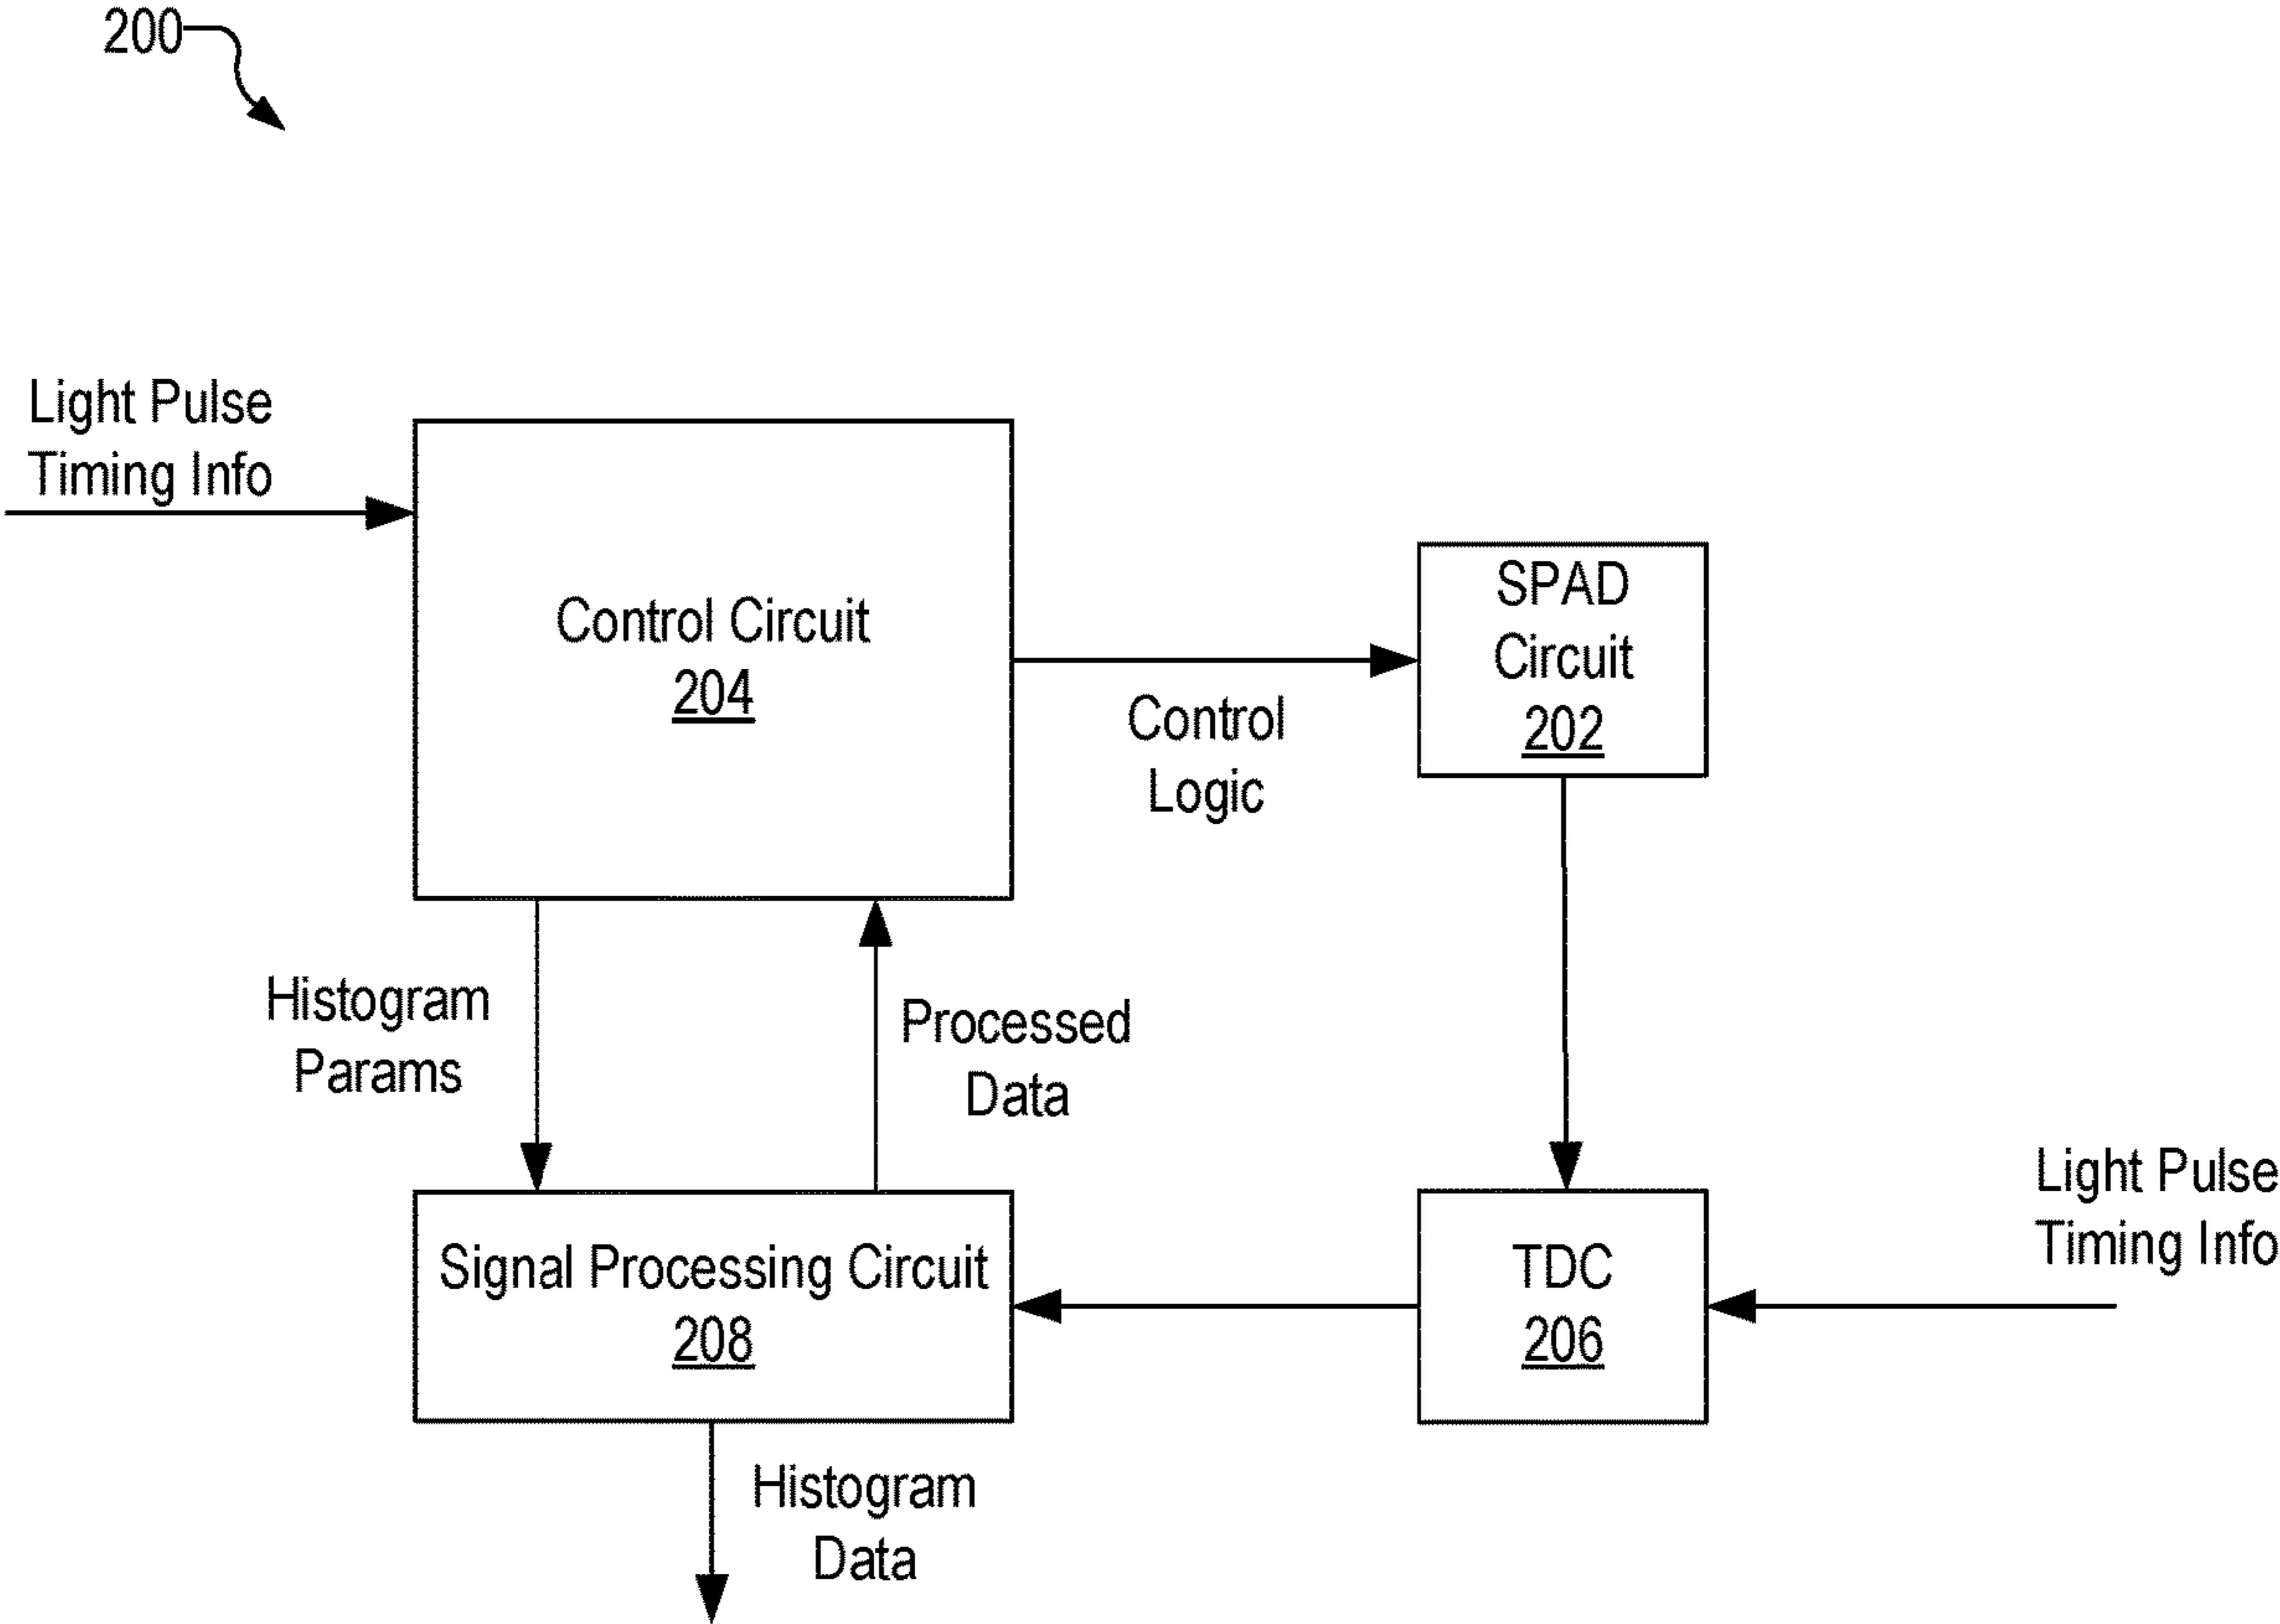 200
Light Pulse
Timing Info
Control Circuit
204
Control
Logic
SPAD
Circuit
202
Histogram
Params
Processed
Data
Signal Processing Circuit
208
TDC
206
Light Pulse
Timing Info
Histogram
Data